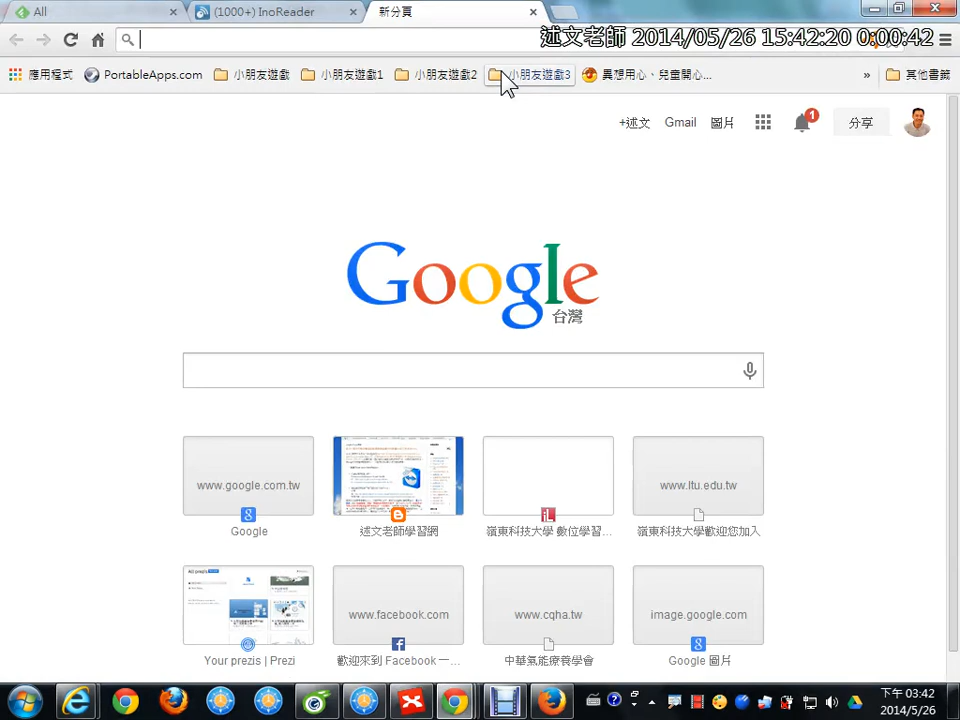 All
(1000+) InoReader
新分頁
述文老師 2014/05/26 15:42:20 0:00:42
應用程式
PortableApps.com
小朋友遊戲
小朋友遊戲1
小朋友遊戲2
小朋友遊戲3
異想用心、兒童開心...
»
其他書籤
+述文
Gmail
圖片
1
分享
Google
台灣
www.google.com.tw
www.ltu.edu.tw
Google
述文老師學習網
嶺東科技大學 數位學習...
嶺東科技大學歡迎您加入
www.facebook.com
www.cqha.tw
image.google.com
Your prezis | Prezi
歡迎來到 Facebook 一...
中華氣能療養學會
Google 圖片
下午 03:42
2014/5/26